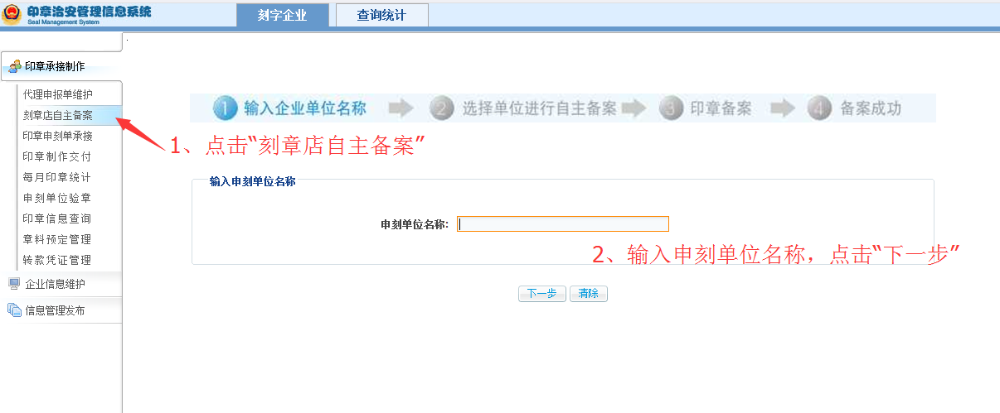 印章治安管理信息系统
Seal Management System
刻字企业
查询统计
印章承接制作
代理申报单维护
刻章店自主备案
印章申刻单承接
印章制作交付
每月印章统计
申刻单位验章
印章信息查询
章料预定管理
转款凭证管理
企业信息维护
信息管理发布
1 输入企业单位名称 2 选择单位进行自主备案 3 印章备案 4 备案成功
1、点击“刻章店自主备案”
输入申刻单位名称
申刻单位名称:
2、输入申刻单位名称，点击“下一步”
下一步 清除